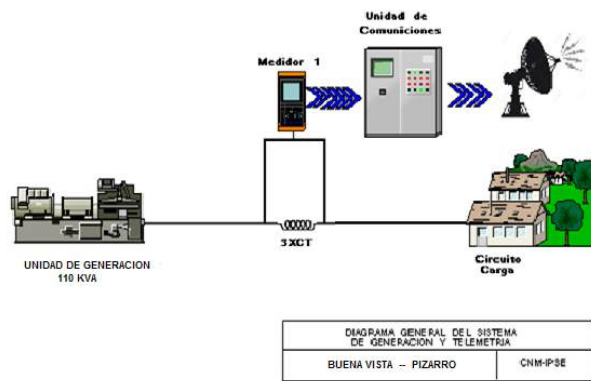 Unidad de
Comuniciones
Medidor 1
3XCT
UNIDAD DE GENERACION
110 KVA
Circuito
Carga
DIAGRAMA GENERAL DEL SISTEMA
DE GENERACION Y TELEMETRIA
BUENA VISTA -- PIZARRO
CNM-IPSE